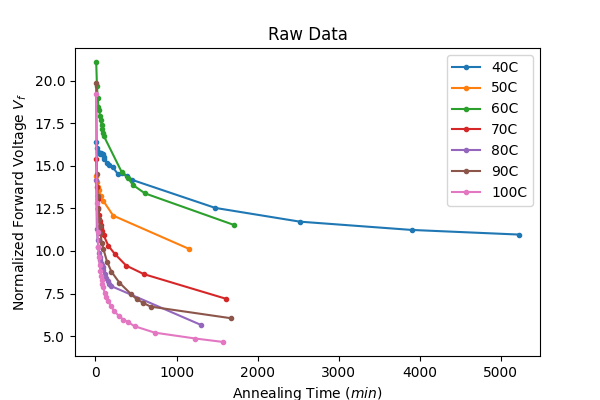 Raw Data
Normalized Forward Voltage V_f
20.0
17.5
15.0
12.5
10.0
7.5
5.0
0 1000 2000 3000 4000 5000
Annealing Time (min)
40C
50C
60C
70C
80C
90C
100C